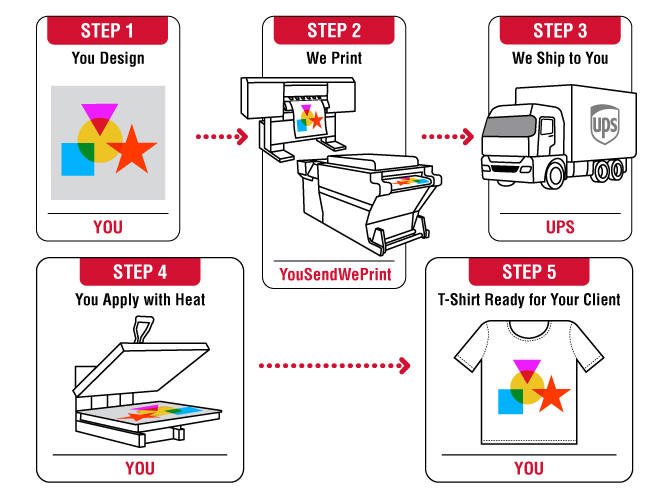 STEP 1
You Design
YOU
STEP 2
We Print
YouSendWePrint
STEP 3
We Ship to You
ups
UPS
STEP 4
You Apply with Heat
YOU
STEP 5
T-Shirt Ready for Your Client
YOU